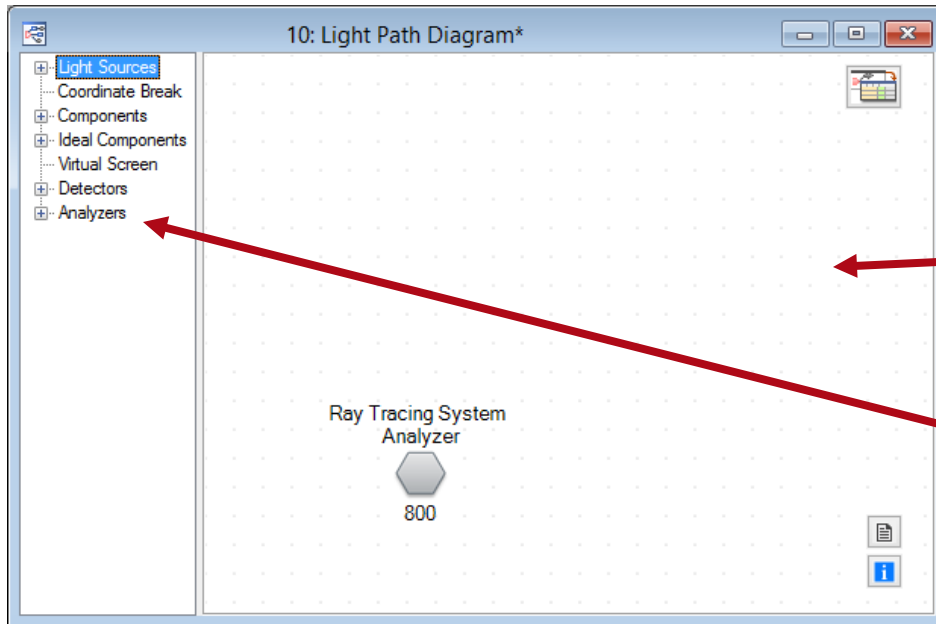 10: Light Path Diagram*
Light Sources
Coordinate Break
Components
Ideal Components
Virtual Screen
Detectors
Analyzers
Ray Tracing System
Analyzer
800
i